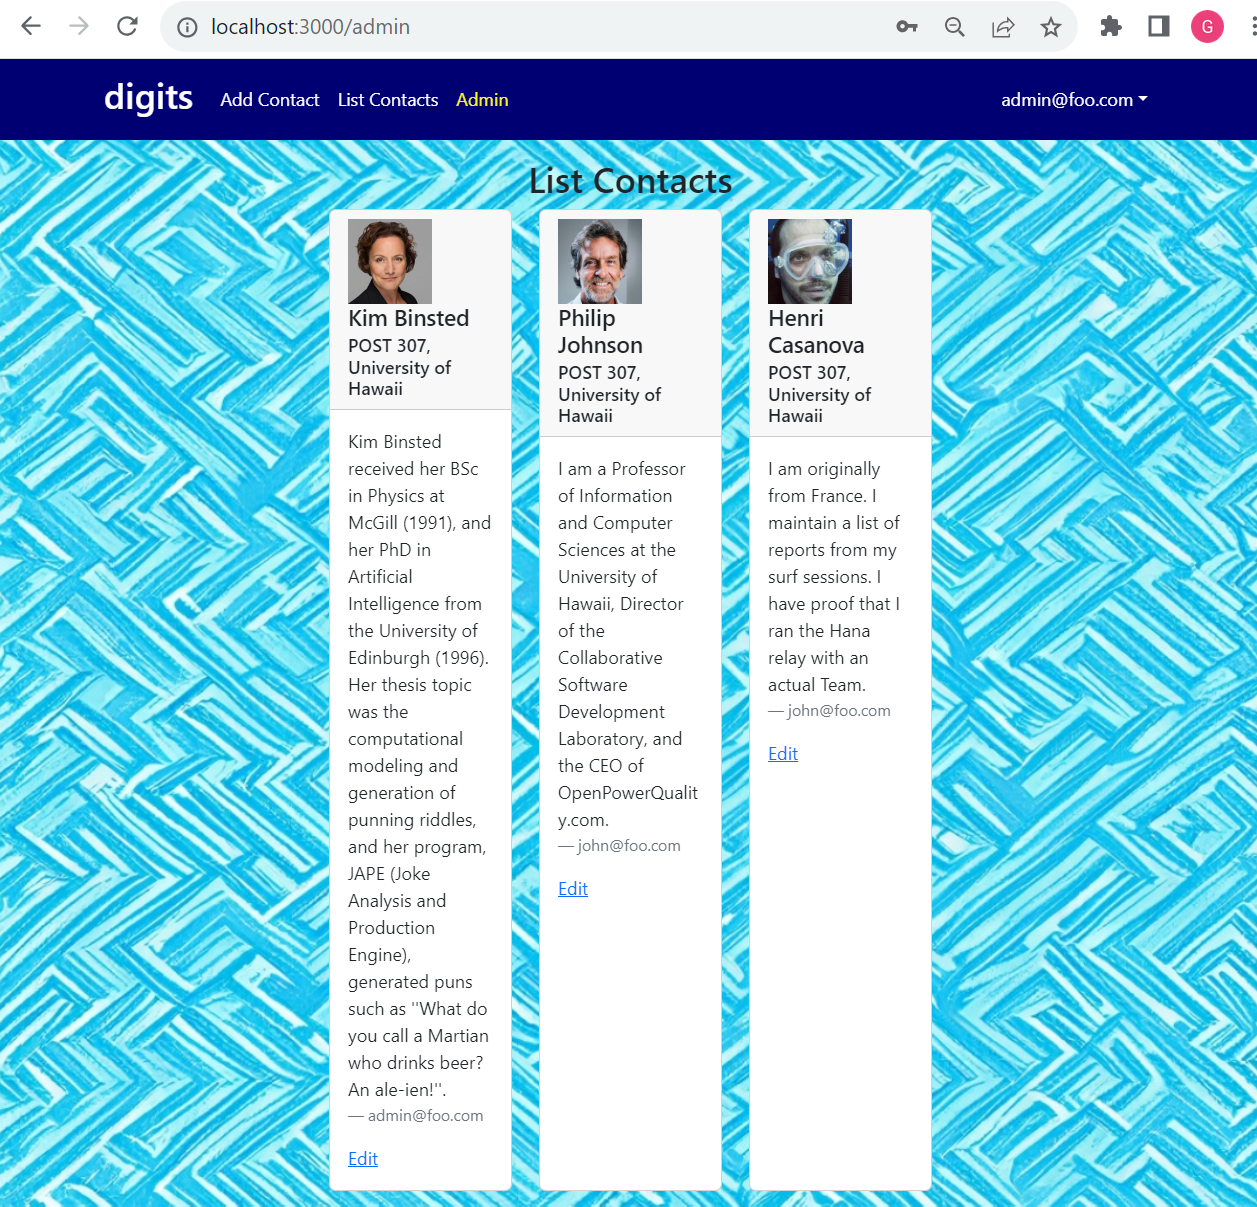 localhost:3000/admin
G
digits Add Contact List Contacts Admin admin@foo.com
List Contacts
Kim Binsted
POST 307,
University of
Hawaii
Kim Binsted
received her BSc
in Physics at
McGill (1991), and
her PhD in
Artificial
Intelligence from
the University of
Edinburgh (1996).
Her thesis topic
was the
computational
modeling and
generation of
punning riddles,
and her program,
JAPE (Joke
Analysis and
Production
Engine),
generated puns
such as ''What do
you call a Martian
who drinks beer?
An ale-ien!''.
— admin@foo.com
Edit
Philip
Johnson
POST 307,
University of
Hawaii
I am a Professor
of Information
and Computer
Sciences at the
University of
Hawaii, Director
of the
Collaborative
Software
Development
Laboratory, and
the CEO of
OpenPowerQualit
y.com.
— john@foo.com
Edit
Henri
Casanova
POST 307,
University of
Hawaii
I am originally
from France. I
maintain a list of
reports from my
surf sessions. I
have proof that I
ran the Hana
relay with an
actual Team.
— john@foo.com
Edit